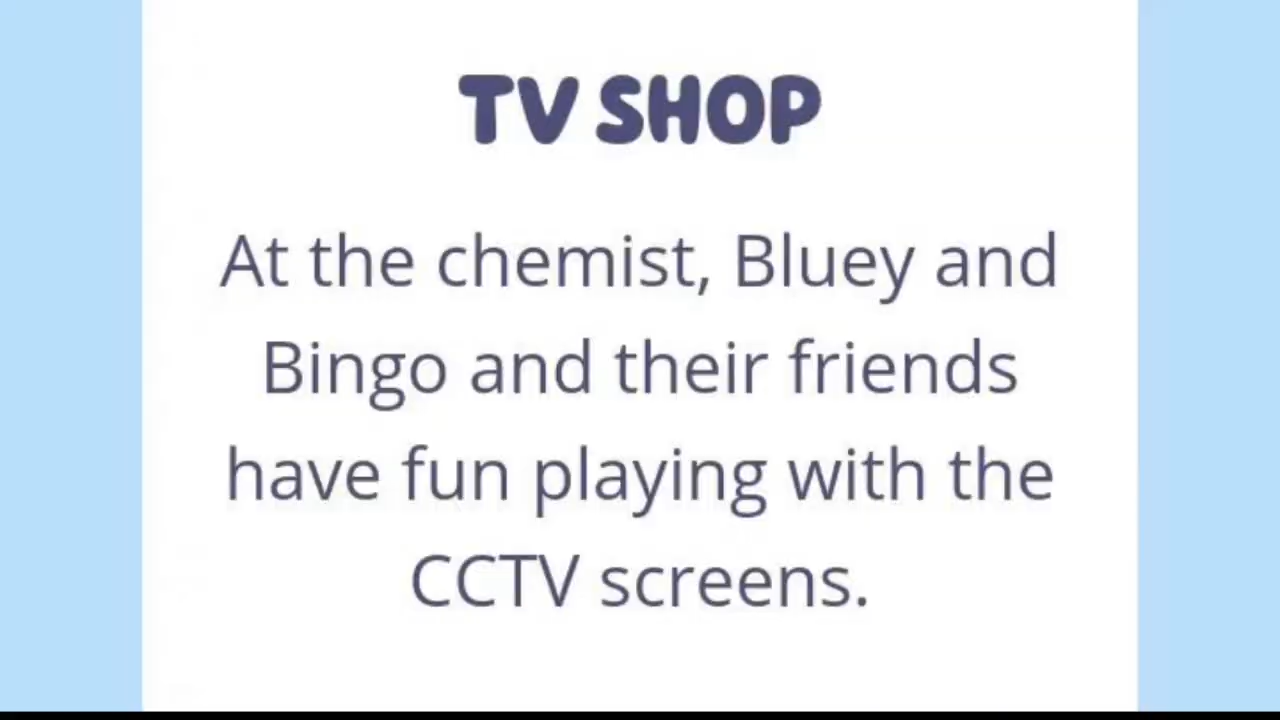 TV SHOP
At the chemist, Bluey and
Bingo and their friends
have fun playing with the
CCTV screens.